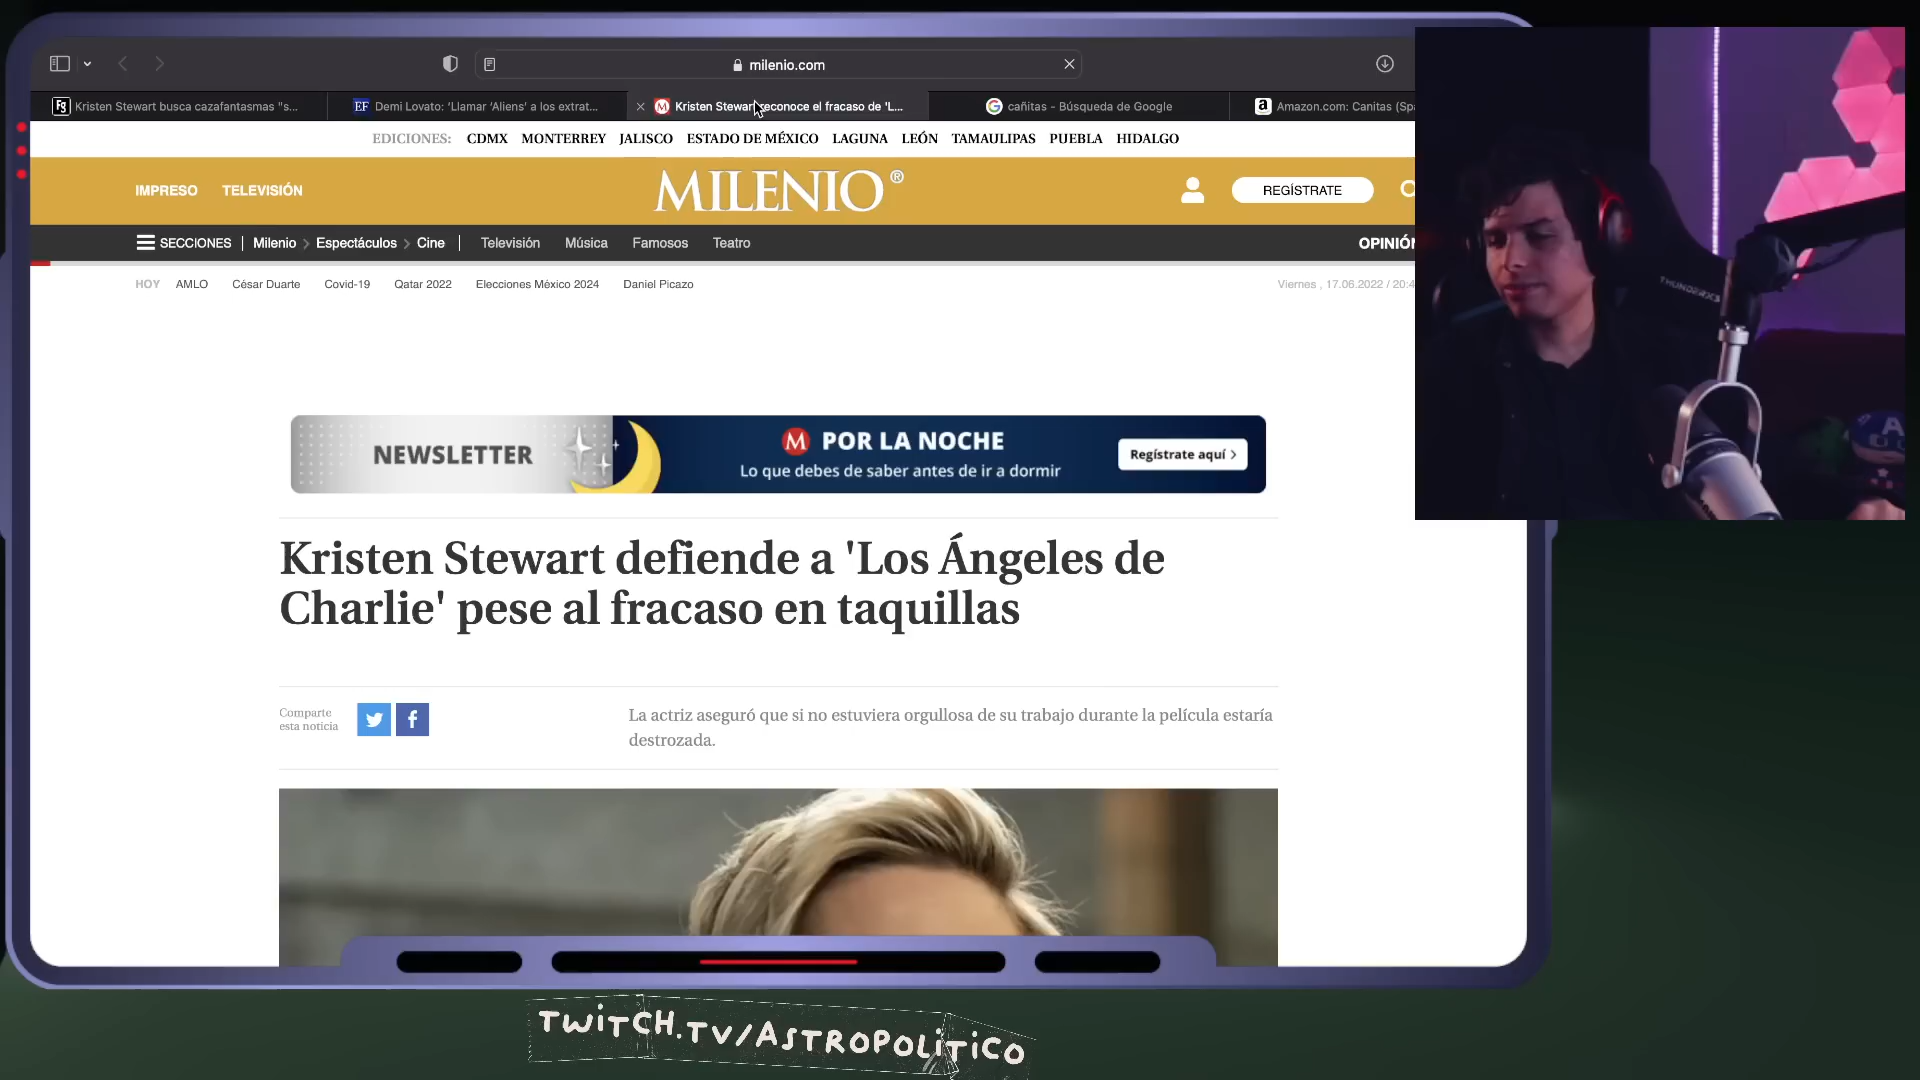 milenio.com
Kristen Stewart busca cazafantasmas "s...
Demi Lovato: 'Llamar 'Aliens' a los extrat...
Kristen Stewart reconoce el fracaso de 'L...
cañitas - Búsqueda de Google
Amazon.com: Canitas (Spa
EDICIONES: CDMX MONTERREY JALISCO ESTADO DE MÉXICO LAGUNA LEÓN TAMAULIPAS PUEBLA HIDALGO
IMPRESO TELEVISIÓN
MILENIO®
REGÍSTRATE
SECCIONES Milenio Espectáculos Cine Televisión Música Famosos Teatro
OPINIÓN
HOY AMLO César Duarte Covid-19 Qatar 2022 Elecciones México 2024 Daniel Picazo
Viernes , 17.06.2022 / 20:4
NEWSLETTER
M POR LA NOCHE
Lo que debes de saber antes de ir a dormir
Regístrate aquí
Kristen Stewart defiende a 'Los Ángeles de
Charlie' pese al fracaso en taquillas
Comparte
esta noticia
La actriz aseguró que si no estuviera orgullosa de su trabajo durante la película estaría
destrozada.
THUNDERX3
TWITCH.TV/ASTROPOLITICO